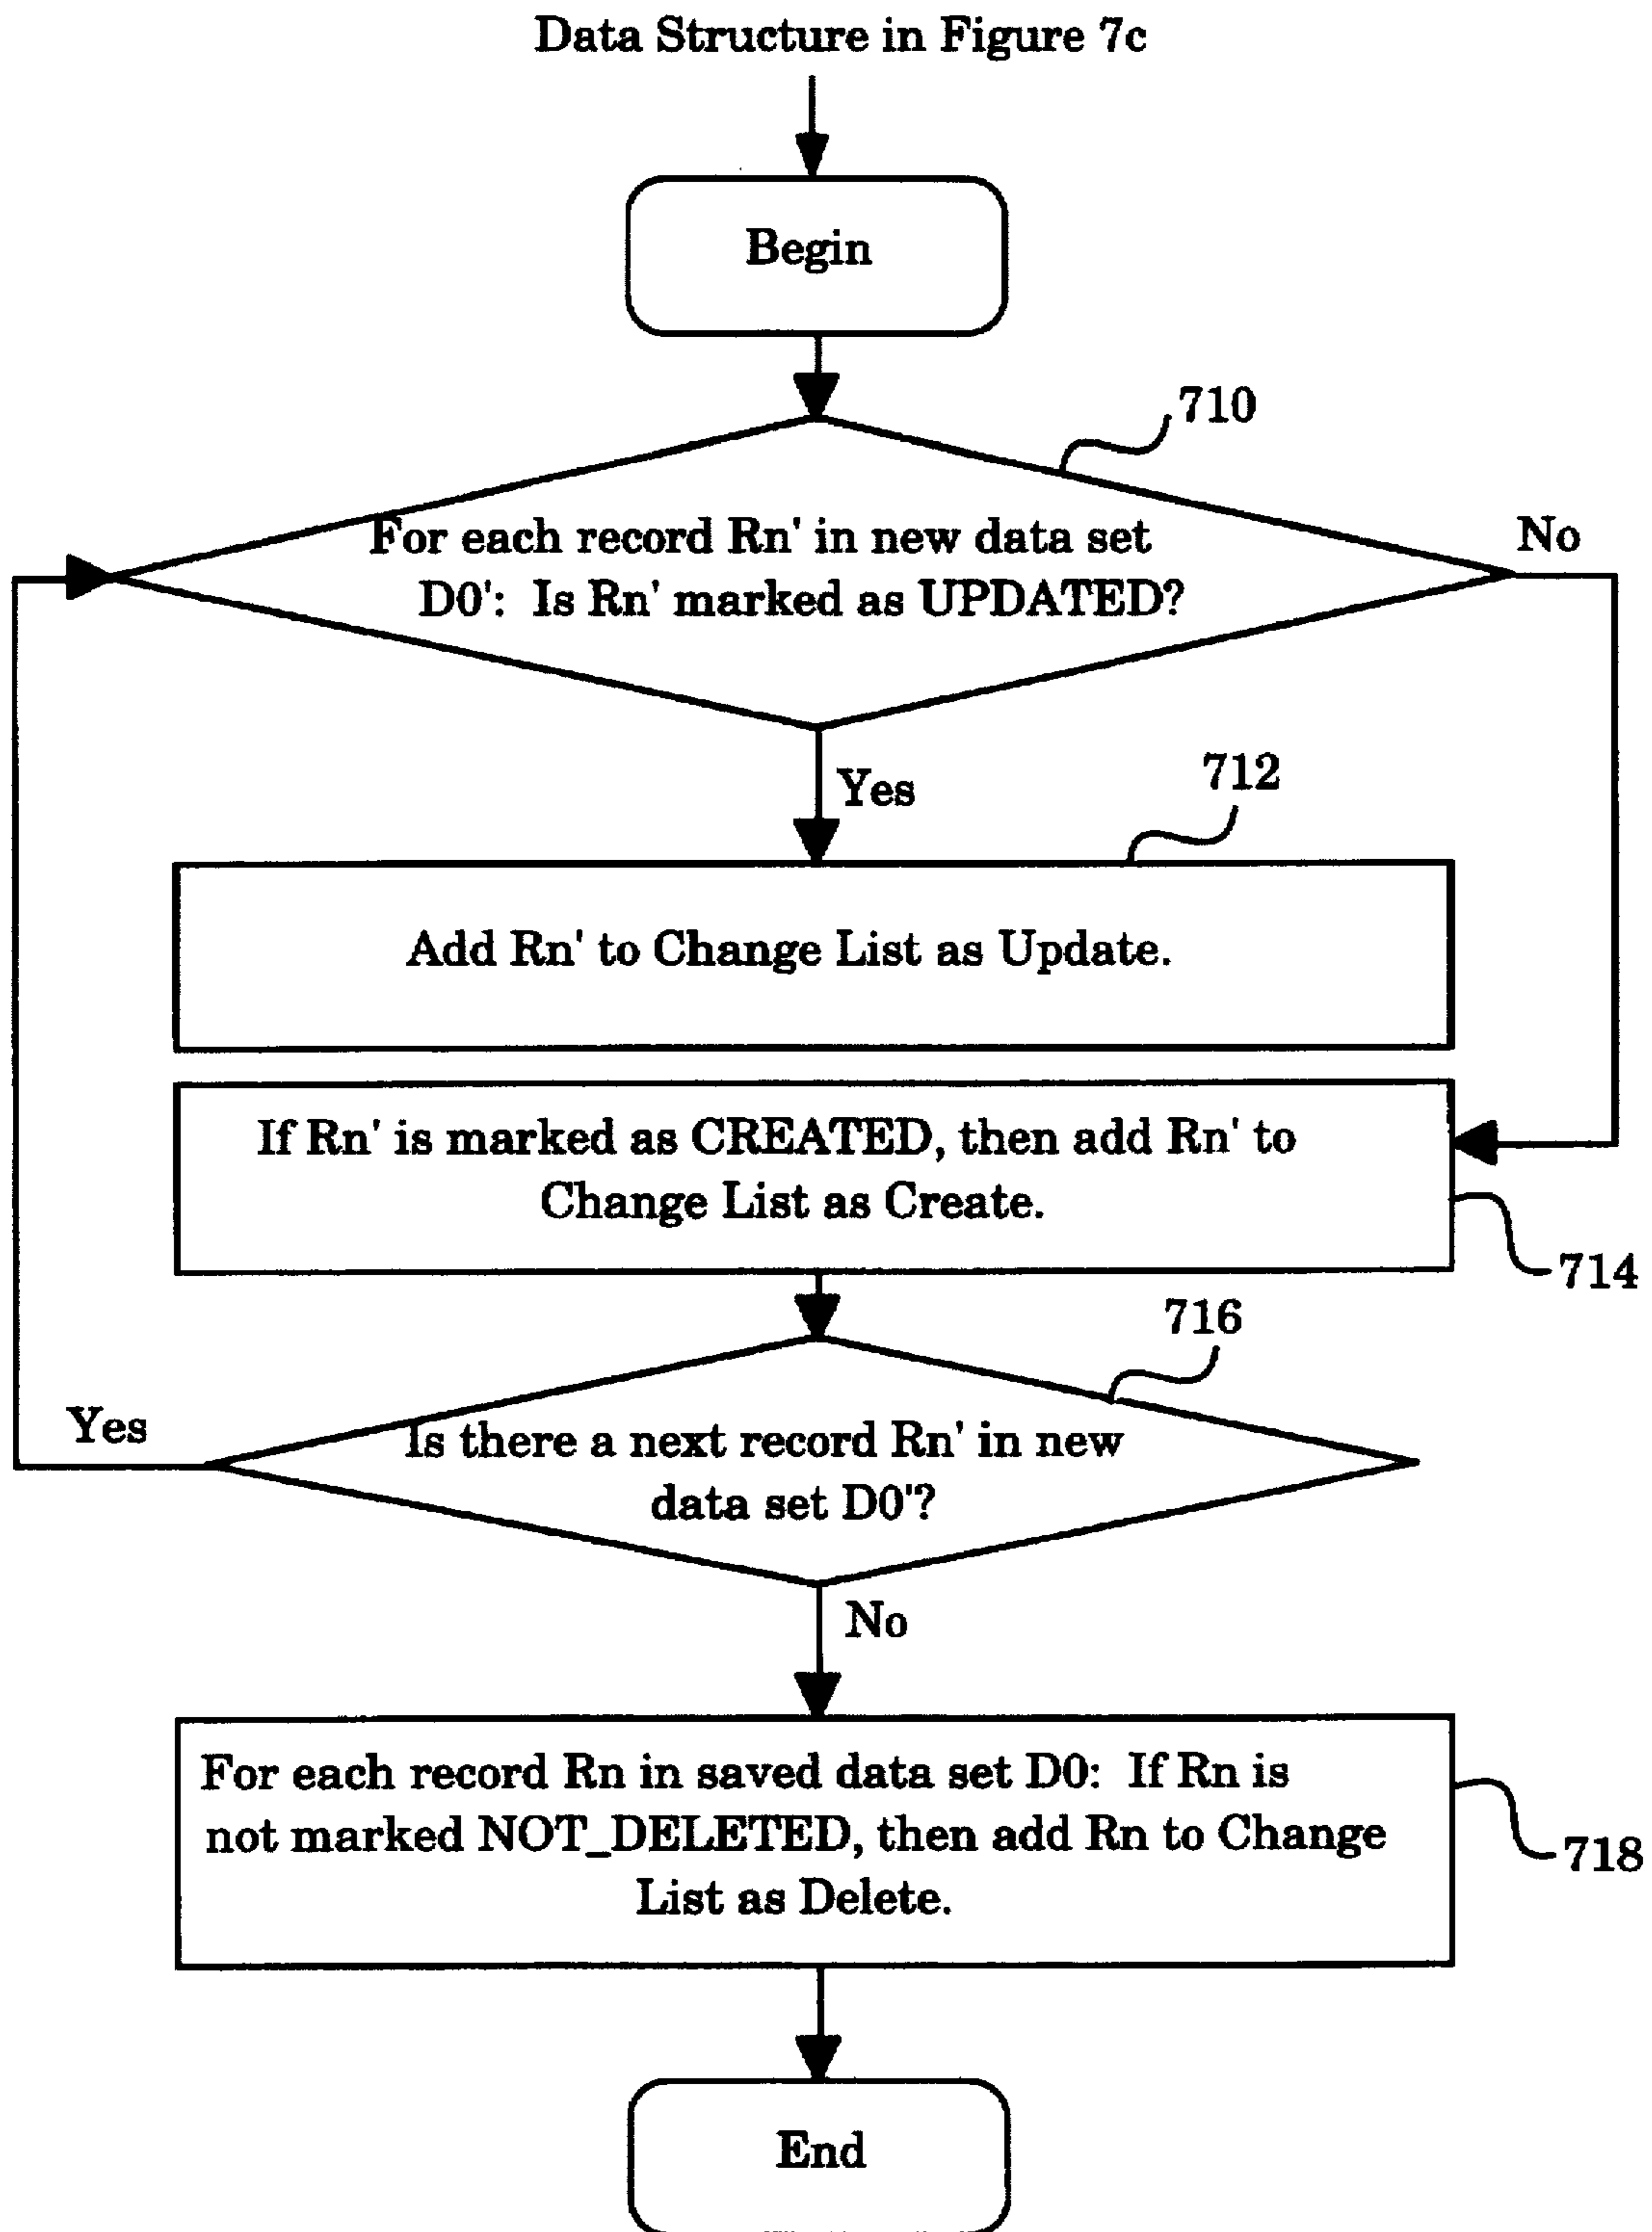 Data Structure in Figure 7c
Begin
710
For each record Rn' in new data set
D0': Is Rn' marked as UPDATED?
No
Yes
712
Add Rn' to Change List as Update.
If Rn' is marked as CREATED, then add Rn' to
Change List as Create.
714
716
Yes
Is there a next record Rn' in new
data set D0'?
No
For each record Rn in saved data set D0: If Rn is
not marked NOT_DELETED, then add Rn to Change
List as Delete.
718
End